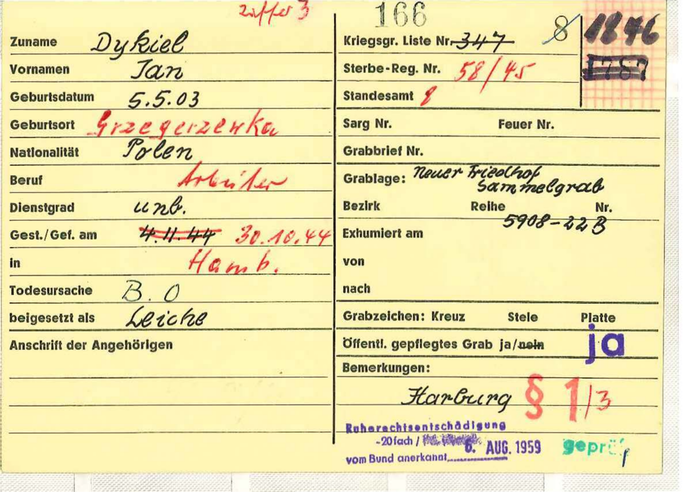 Ziffer 3
166
Zuname Dykiel
Vornamen Jan
Geburtsdatum 5.5.03
Geburtsort Grzegerzewka
Nationalität Polen
Beruf Arbeiter
Dienstgrad unb.
Gest./Gef. am 4.11.44 30.10.44
in Hamb.
Todesursache B.O
beigesetzt als Leiche
Anschrift der Angehörigen
Kriegsgr. Liste Nr. 347 8 1846
1787
Sterbe-Reg. Nr. 58/45
Standesamt
Sarg Nr. Feuer Nr.
Grabbrief Nr.
Grablage: Neuer Friedhof
Sammelgrab
Bezirk Reihe Nr.
5908-22B
Exhumiert am
von
nach
Grabzeichen: Kreuz Stele Platte
Öffentl. gepflegtes Grab ja/nein ja
Bemerkungen:
Harburg § 1/3
Ruherechtsentschädigung
-20fach /
vom Bund anerkannt 6. AUG. 1959 geprüft